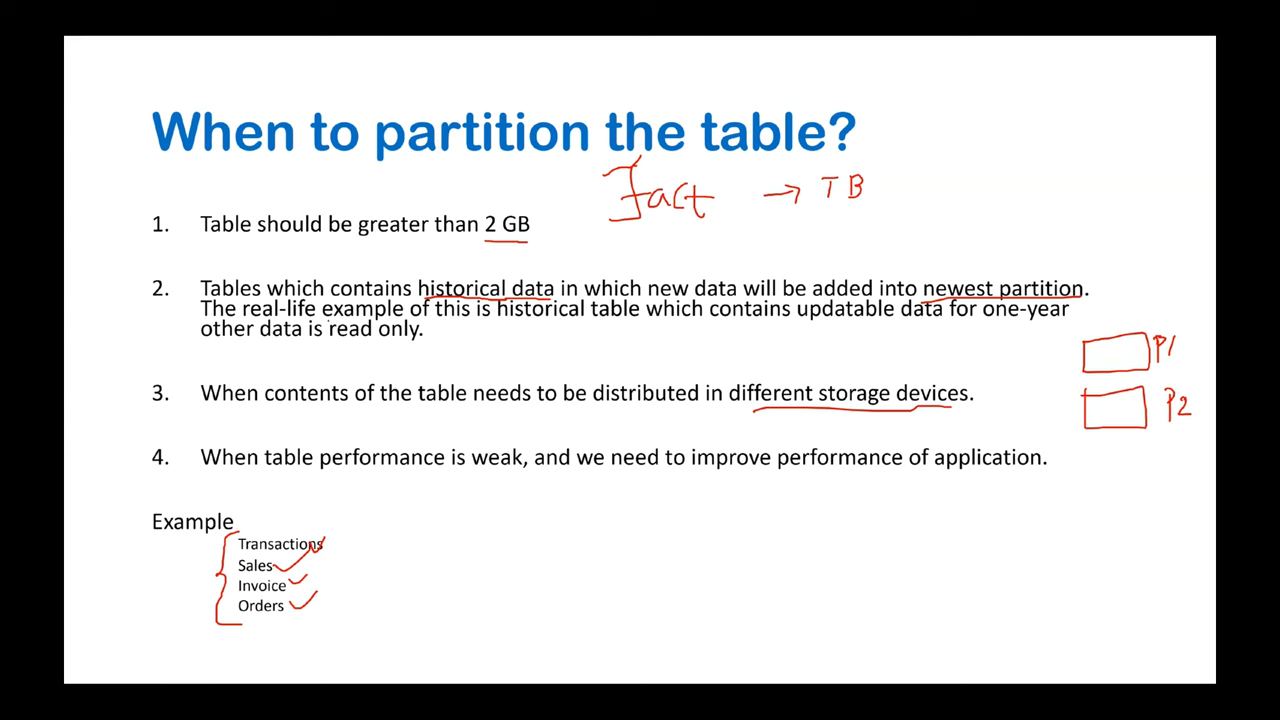 When to partition the table?
Fact → TB
1. Table should be greater than 2 GB
2. Tables which contains historical data in which new data will be added into newest partition.
The real-life example of this is historical table which contains updatable data for one-year
other data is read only.
P1
3. When contents of the table needs to be distributed in different storage devices.
P2
4. When table performance is weak, and we need to improve performance of application.
Example
Transactions
Sales
Invoice
Orders